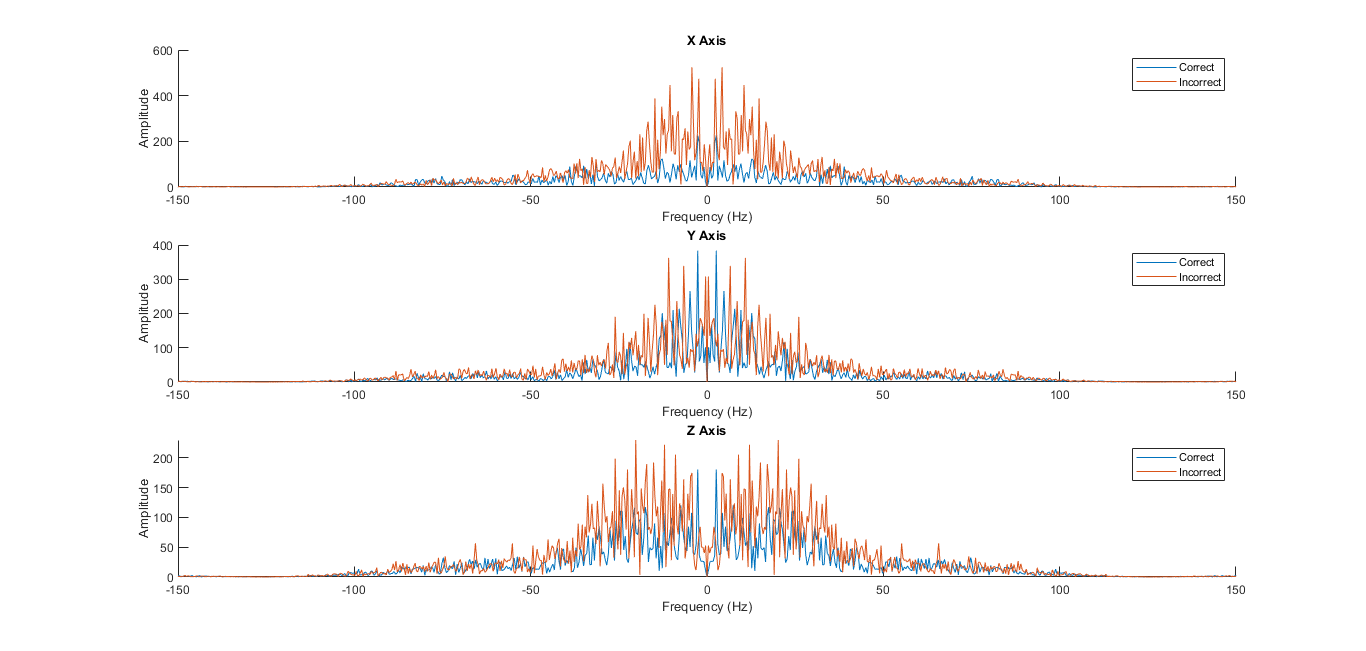 X Axis
600
400
200
0
Amplitude
-150 -100 -50 0 50 100 150
Frequency (Hz)
Correct
Incorrect
Y Axis
400
300
200
100
0
Amplitude
-150 -100 -50 0 50 100 150
Frequency (Hz)
Correct
Incorrect
Z Axis
200
150
100
50
0
Amplitude
-150 -100 -50 0 50 100 150
Frequency (Hz)
Correct
Incorrect